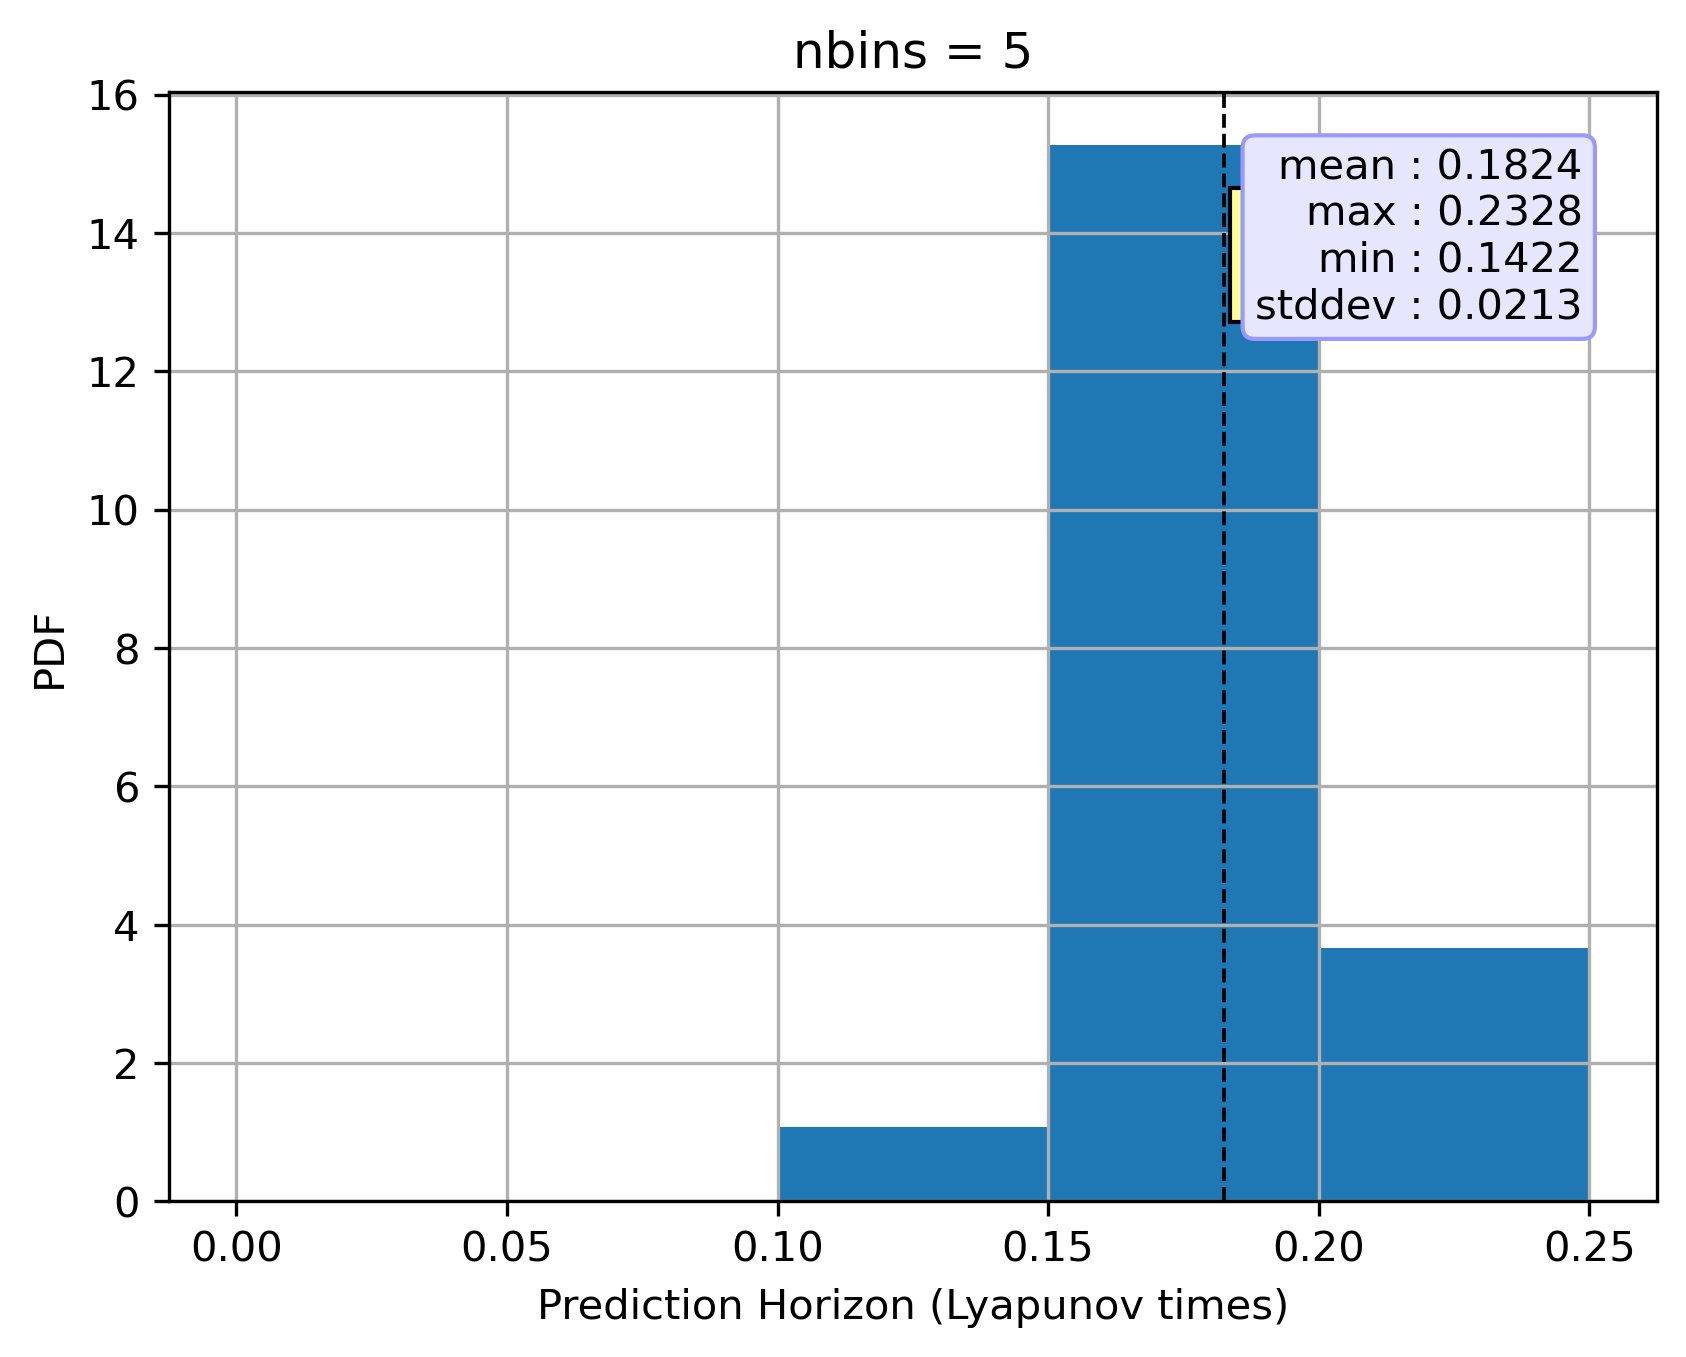 nbins = 5
16
14
12
10
8
6
4
2
0
PDF
mean : 0.1824
max : 0.2328
min : 0.1422
stddev : 0.0213
0.00 0.05 0.10 0.15 0.20 0.25
Prediction Horizon (Lyapunov times)